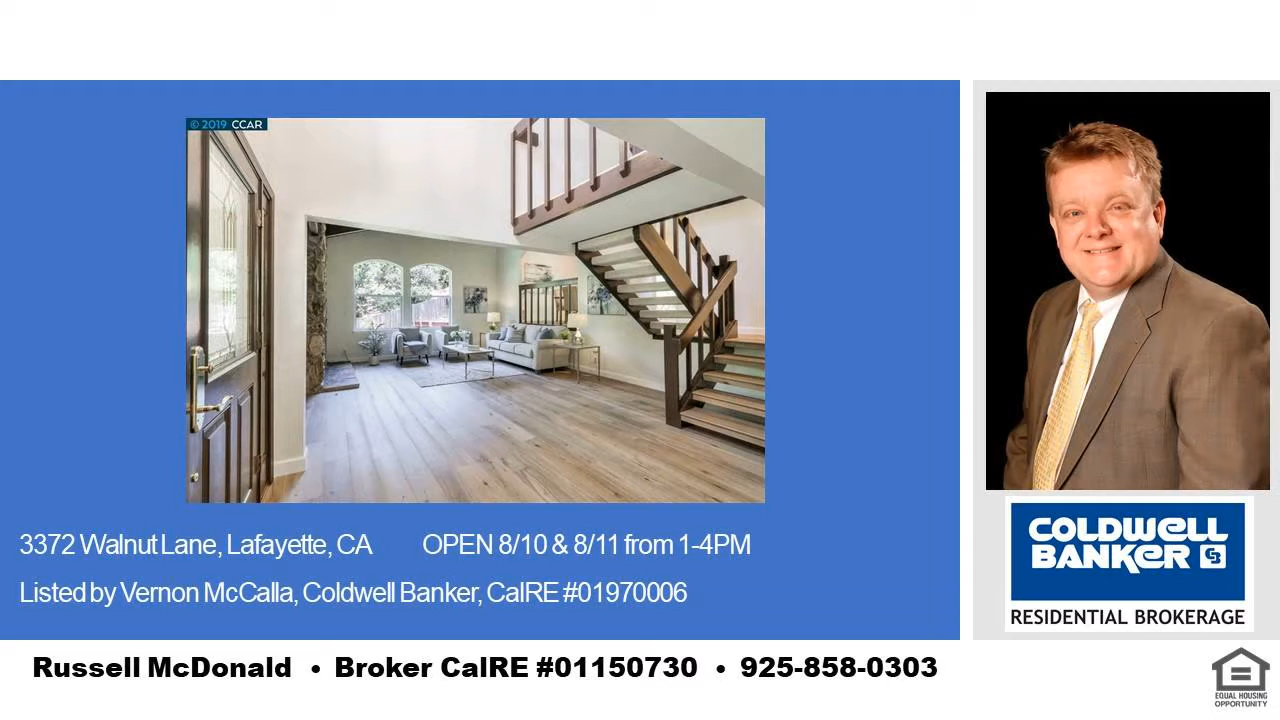 © 2019 CCAR
3372 Walnut Lane, Lafayette, CA OPEN 8/10 & 8/11 from 1-4PM
Listed by Vernon McCalla, Coldwell Banker, CalRE #01970006
COLDWELL
BANKER CB
RESIDENTIAL BROKERAGE
Russell McDonald • Broker CalRE #01150730 • 925-858-0303
EQUAL HOUSING
OPPORTUNITY